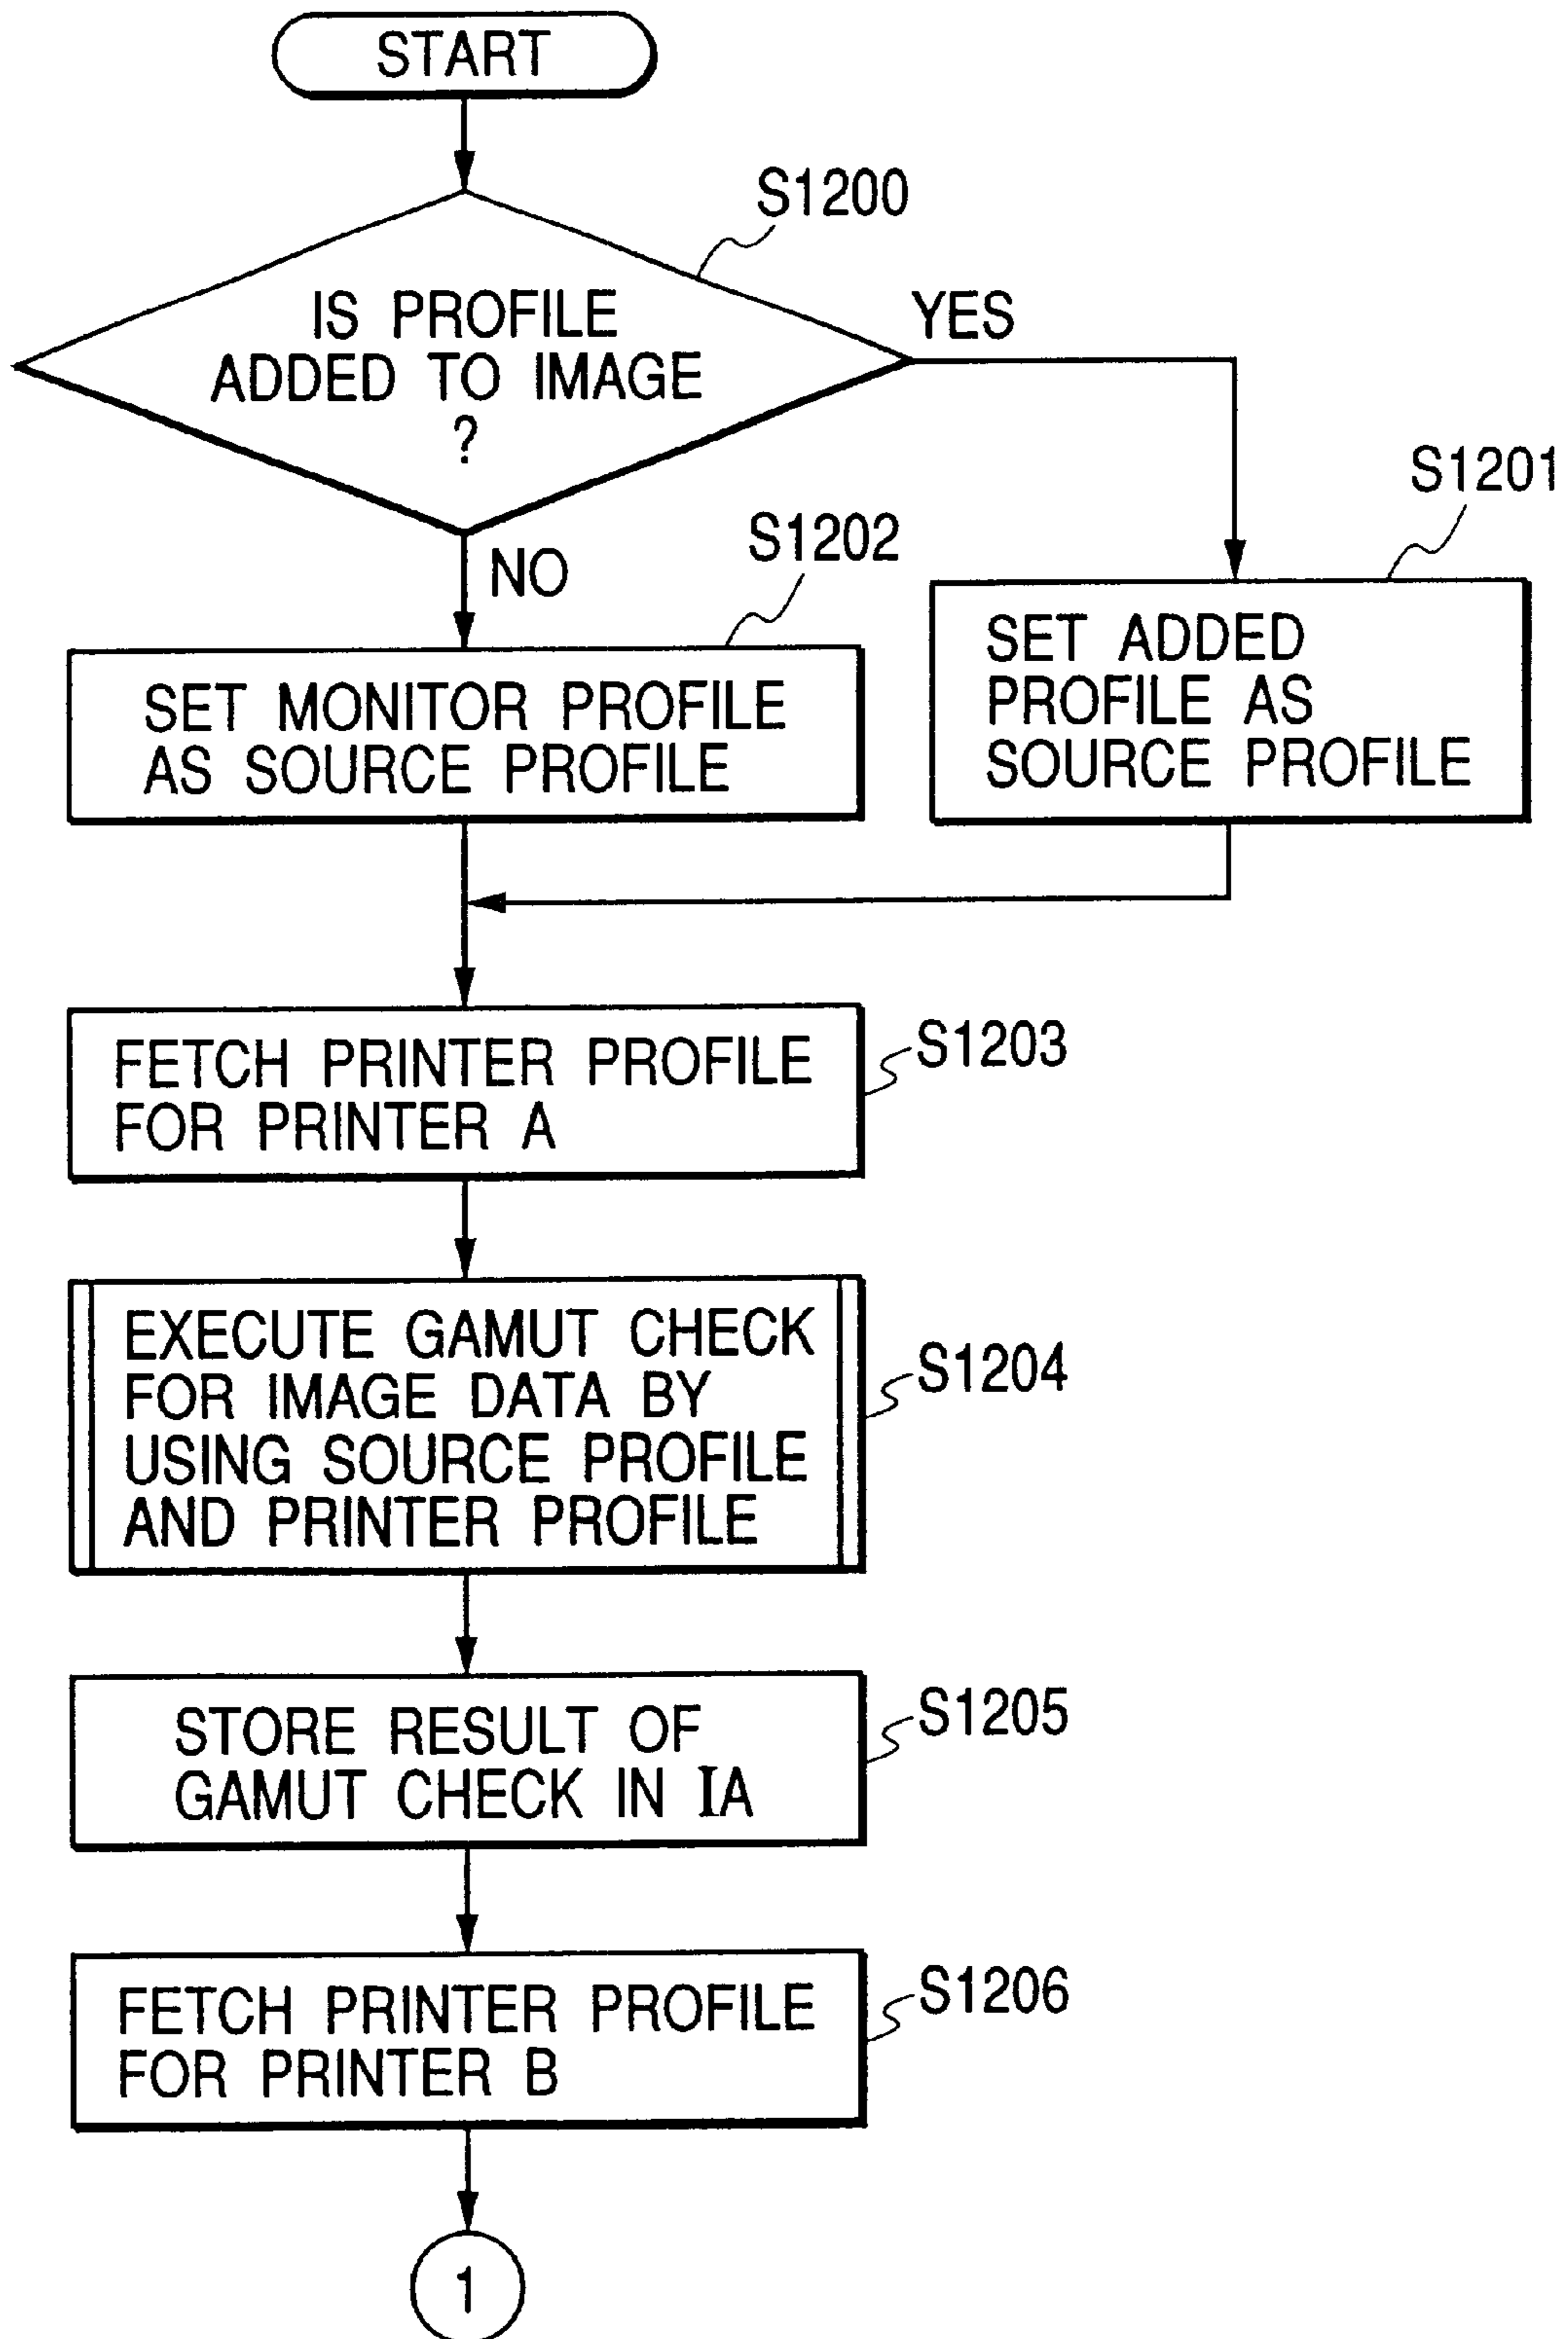 START
S1200
IS PROFILE
ADDED TO IMAGE
?
YES
NO
S1201
SET ADDED
PROFILE AS
SOURCE PROFILE
S1202
SET MONITOR PROFILE
AS SOURCE PROFILE
S1203
FETCH PRINTER PROFILE
FOR PRINTER A
S1204
EXECUTE GAMUT CHECK
FOR IMAGE DATA BY
USING SOURCE PROFILE
AND PRINTER PROFILE
S1205
STORE RESULT OF
GAMUT CHECK IN IA
S1206
FETCH PRINTER PROFILE
FOR PRINTER B
1